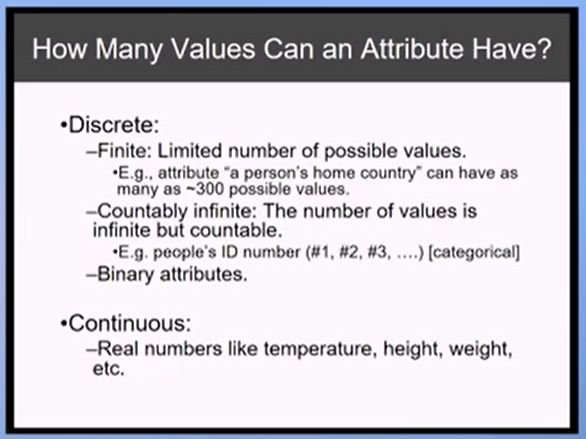 How Many Values Can an Attribute Have?
•Discrete:
–Finite: Limited number of possible values.
•E.g., attribute “a person's home country” can have as
many as ~300 possible values.
–Countably infinite: The number of values is
infinite but countable.
•E.g. people's ID number (#1, #2, #3, ….) [categorical]
–Binary attributes.
•Continuous:
–Real numbers like temperature, height, weight,
etc.